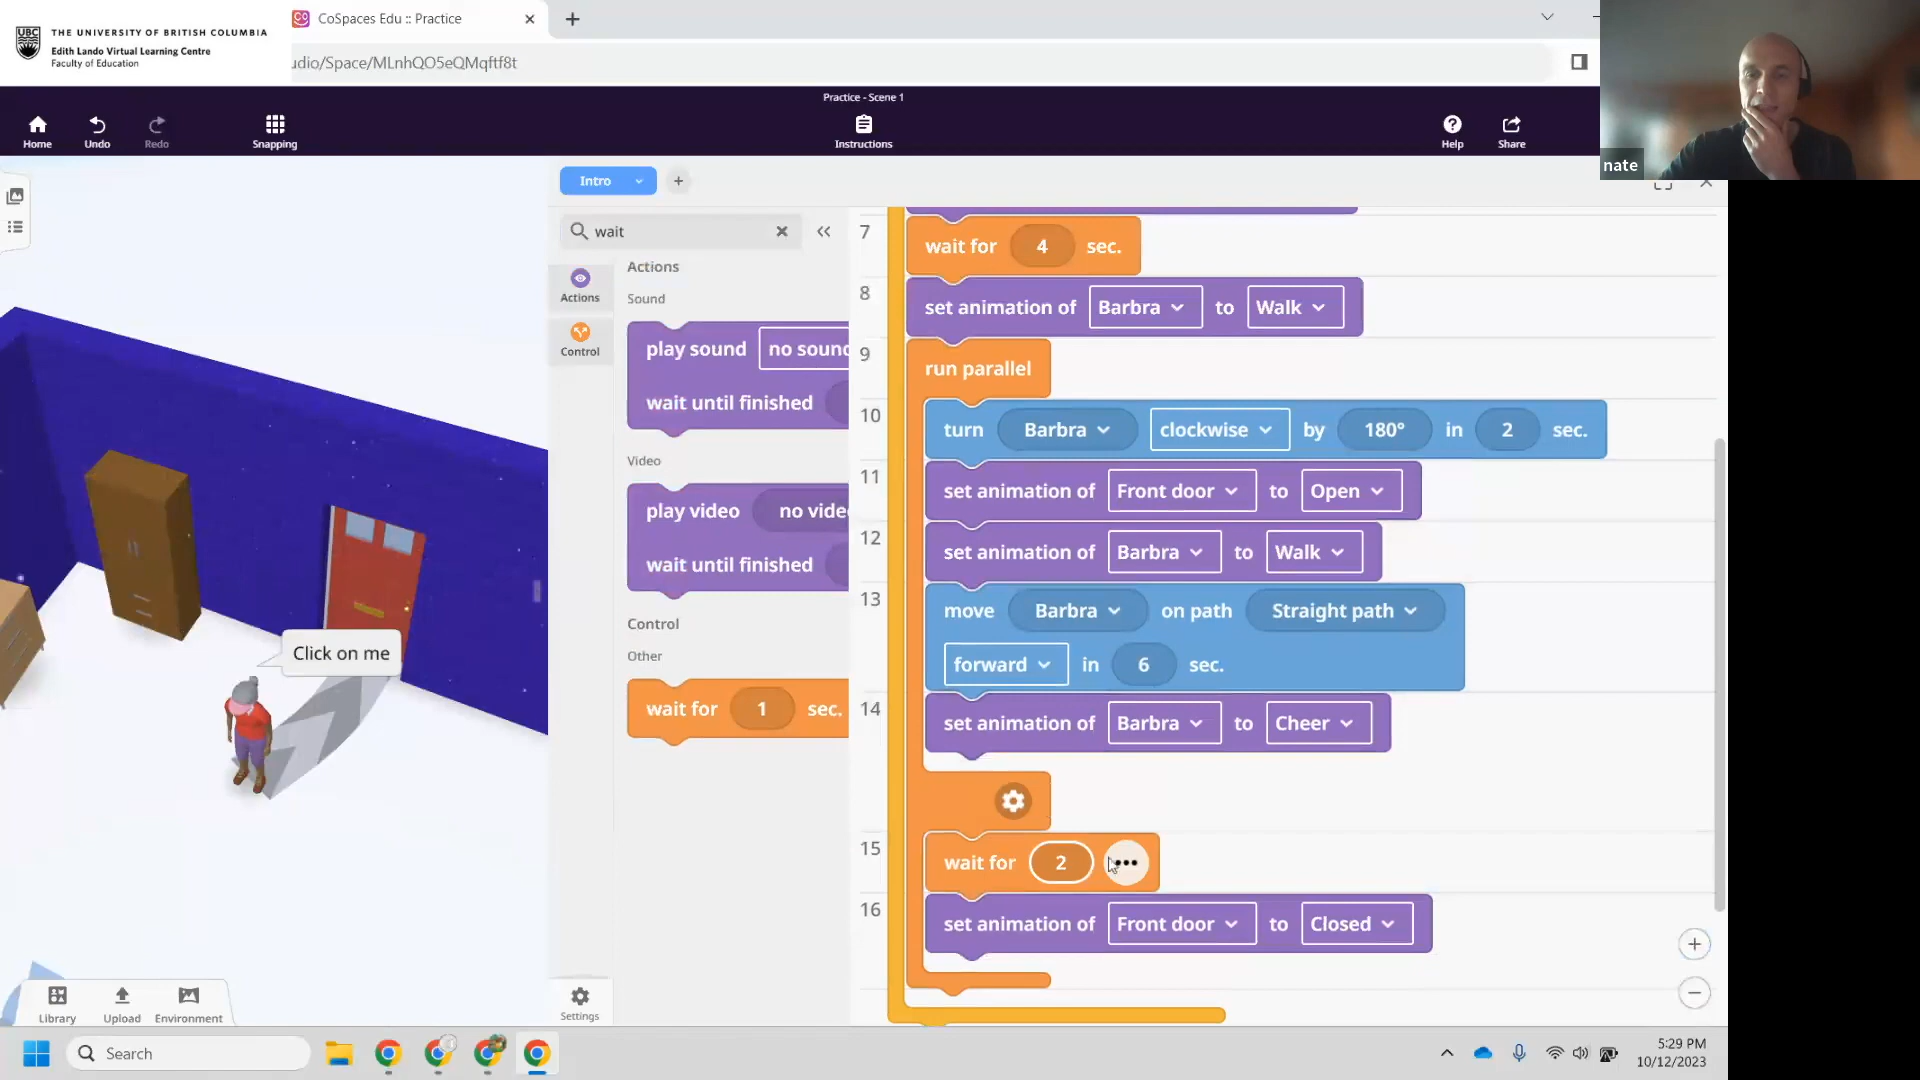 UBC
THE UNIVERSITY OF BRITISH COLUMBIA
Edith Lando Virtual Learning Centre
Faculty of Education
CoSpaces Edu :: Practice
udio/Space/MLnhQO5eQMqftf8t
Practice - Scene 1
Home
Undo
Redo
Snapping
Instructions
Help
Share
nate
Intro
wait
Actions
Control
Actions
Sound
play sound no sound
wait until finished
Video
play video no vide
wait until finished
Control
Other
wait for 1 sec.
7 wait for 4 sec.
8 set animation of Barbra to Walk
9 run parallel
10 turn Barbra clockwise by 180° in 2 sec.
11 set animation of Front door to Open
12 set animation of Barbra to Walk
13 move Barbra on path Straight path
forward in 6 sec.
14 set animation of Barbra to Cheer
15 wait for 2
16 set animation of Front door to Closed
Click on me
Library
Upload
Environment
Settings
Search
5:29 PM
10/12/2023